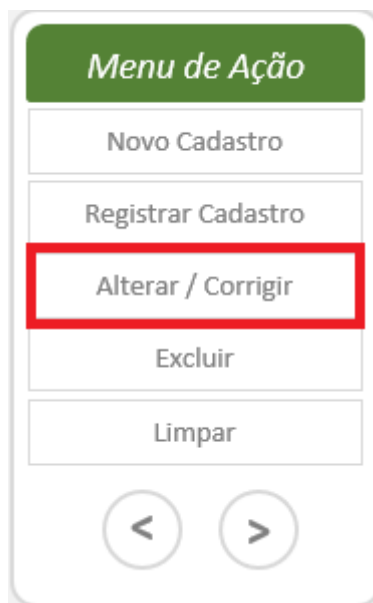 Menu de Ação
Novo Cadastro
Registrar Cadastro
Alterar / Corrigir
Excluir
Limpar
< >